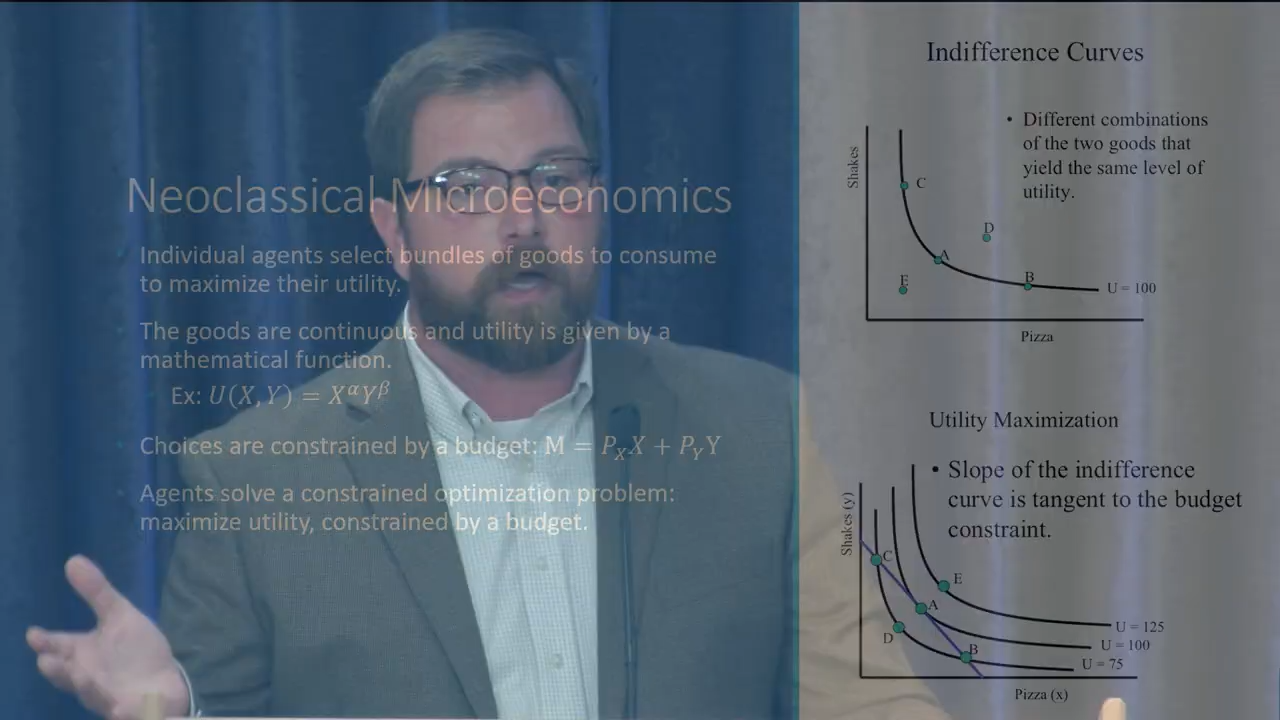 Neoclassical Microeconomics
Individual agents select bundles of goods to consume
to maximize their utility.
The goods are continuous and utility is given by a
mathematical function.
Ex: U(X, Y) = X^α Y^β
Choices are constrained by a budget: M = P_X X + P_Y Y
Agents solve a constrained optimization problem:
maximize utility, constrained by a budget.
Indifference Curves
• Different combinations
of the two goods that
yield the same level of
utility.
Shakes
C
D
A
E
B
U = 100
Pizza
Utility Maximization
• Slope of the indifference
curve is tangent to the budget
constraint.
Shakes (y)
C
E
A
D
B
U = 125
U = 100
U = 75
Pizza (x)